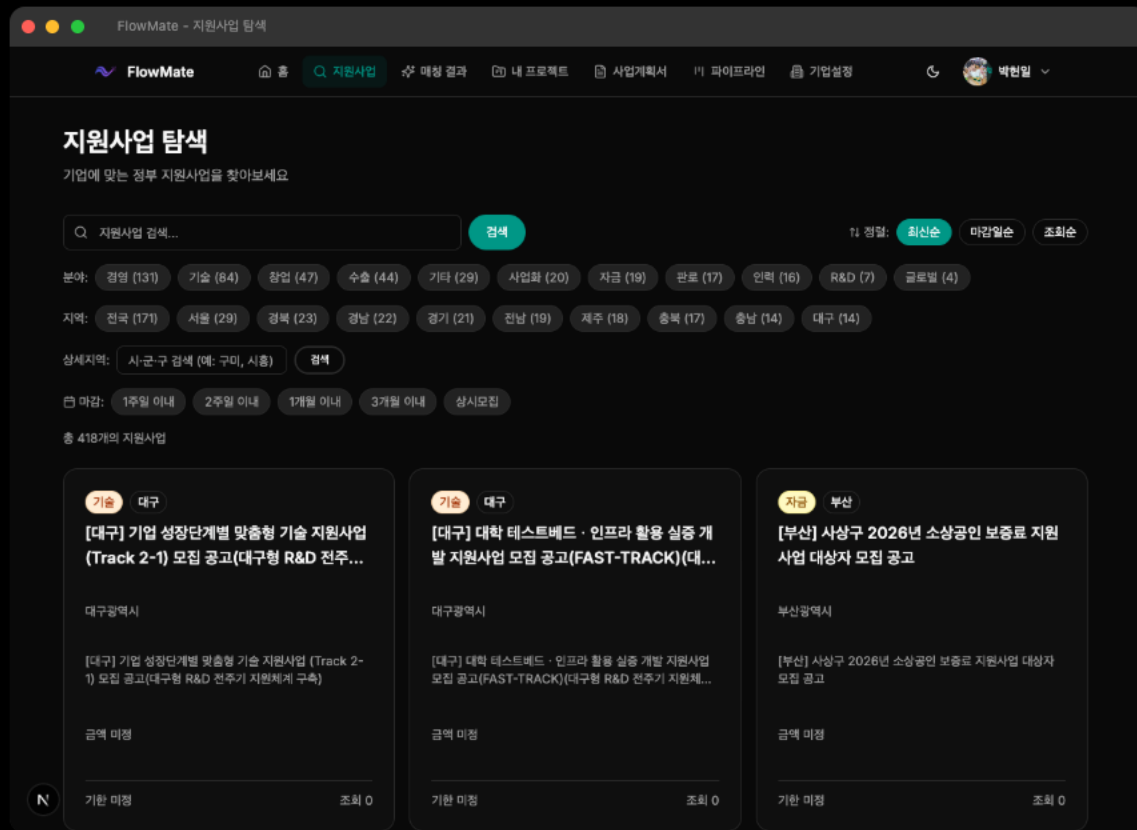 FlowMate - 지원사업 탐색
FlowMate 홈 지원사업 매칭 결과 내 프로젝트 사업계획서 파이프라인 기업설정 박헌일
지원사업 탐색
기업에 맞는 정부 지원사업을 찾아보세요
지원사업 검색... 검색 정렬: 최신순 마감일순 조회순
분야: 경영 (131) 기술 (84) 창업 (47) 수출 (44) 기타 (29) 사업화 (20) 자금 (19) 판로 (17) 인력 (16) R&D (7) 글로벌 (4)
지역: 전국 (171) 서울 (29) 경북 (23) 경남 (22) 경기 (21) 전남 (19) 제주 (18) 충북 (17) 충남 (14) 대구 (14)
상세지역: 시·군·구 검색 (예: 구미, 시흥) 검색
마감: 1주일 이내 2주일 이내 1개월 이내 3개월 이내 상시모집
총 418개의 지원사업
기술 대구
[대구] 기업 성장단계별 맞춤형 기술 지원사업
(Track 2-1) 모집 공고(대구형 R&D 전주...
대구광역시
[대구] 기업 성장단계별 맞춤형 기술 지원사업 (Track 2-
1) 모집 공고(대구형 R&D 전주기 지원체계 구축)
금액 미정
기한 미정 조회 0
기술 대구
[대구] 대학 테스트베드ㆍ인프라 활용 실증 개
발 지원사업 모집 공고(FAST-TRACK)(대...
대구광역시
[대구] 대학 테스트베드ㆍ인프라 활용 실증 개발 지원사업
모집 공고(FAST-TRACK)(대구형 R&D 전주기 지원체...
금액 미정
기한 미정 조회 0
자금 부산
[부산] 사상구 2026년 소상공인 보증료 지원
사업 대상자 모집 공고
부산광역시
[부산] 사상구 2026년 소상공인 보증료 지원사업 대상자
모집 공고
금액 미정
기한 미정 조회 0
N